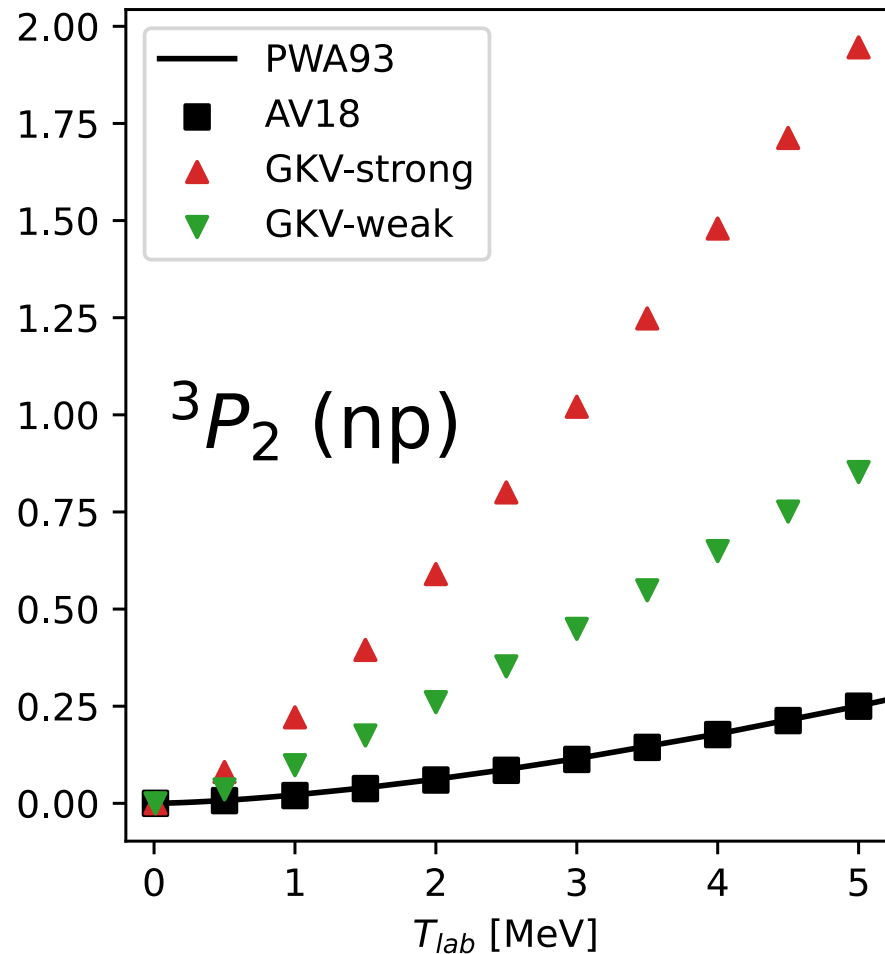 2.00
1.75
1.50
1.25
1.00
0.75
0.50
0.25
0.00
PWA93
AV18
GKV-strong
GKV-weak
³P₂ (np)
0 1 2 3 4 5
T_lab [MeV]